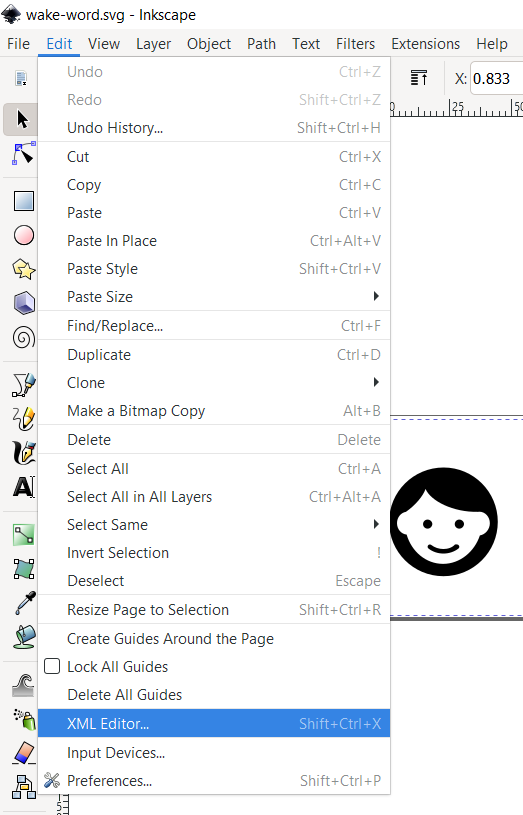 wake-word.svg - Inkscape
File Edit View Layer Object Path Text Filters Extensions Help
X: 0.833
Undo Ctrl+Z
Redo Shift+Ctrl+Z
Undo History... Shift+Ctrl+H
Cut Ctrl+X
Copy Ctrl+C
Paste Ctrl+V
Paste In Place Ctrl+Alt+V
Paste Style Shift+Ctrl+V
Paste Size
Find/Replace... Ctrl+F
Duplicate Ctrl+D
Clone
Make a Bitmap Copy Alt+B
Delete Delete
Select All Ctrl+A
Select All in All Layers Ctrl+Alt+A
Select Same
Invert Selection !
Deselect Escape
Resize Page to Selection Shift+Ctrl+R
Create Guides Around the Page
Lock All Guides
Delete All Guides
XML Editor... Shift+Ctrl+X
Input Devices...
Preferences... Shift+Ctrl+P
0 25 50